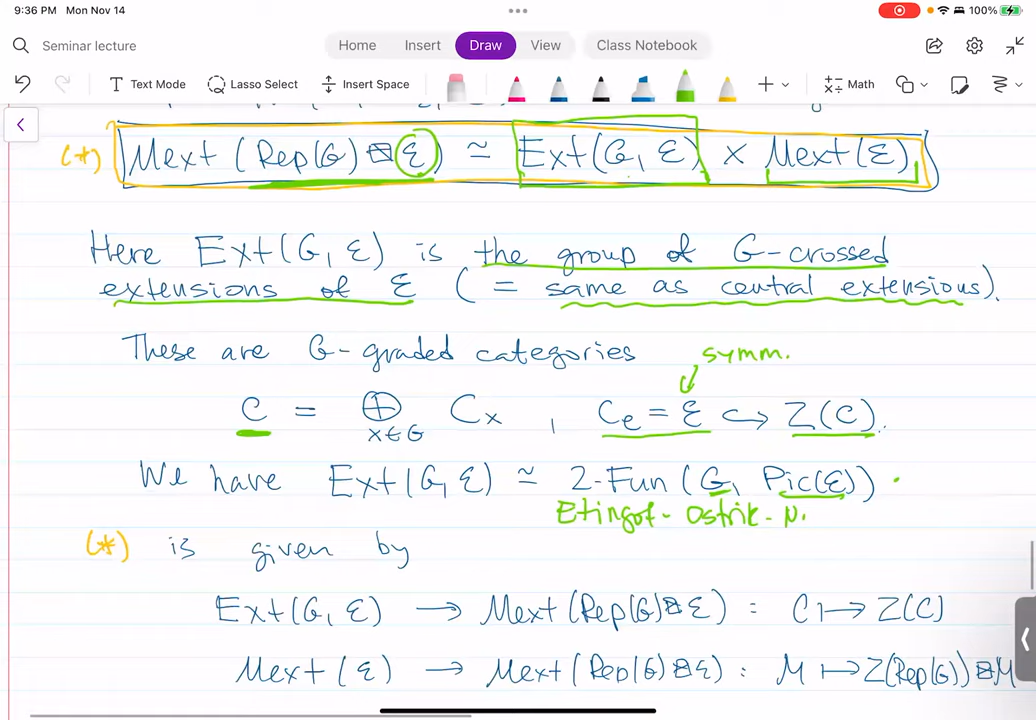 9:36 PM Mon Nov 14
100%
Seminar lecture
Home Insert Draw View Class Notebook
Text Mode Lasso Select Insert Space Math
(*) Mext (Rep(G) ⊠ ℰ) ≃ Ext(G, ℰ) × Mext(ℰ)
Here Ext(G, ℰ) is the group of G-crossed
extensions of ℰ (= same as central extensions).
These are G-graded categories
symm.
C = ⊕ x∈G C_x , C_e = ℰ ↪ Z(C).
We have Ext(G, ℰ) ≃ 2-Fun (G, Pic(ℰ))
Etingof-Ostrik-N.
(*) is given by
Ext(G, ℰ) → Mext(Rep(G)⊠ℰ) : C ↦ Z(C)
Mext(ℰ) → Mext(Rep(G)⊠ℰ) : M ↦ Z(Rep(G))⊠M